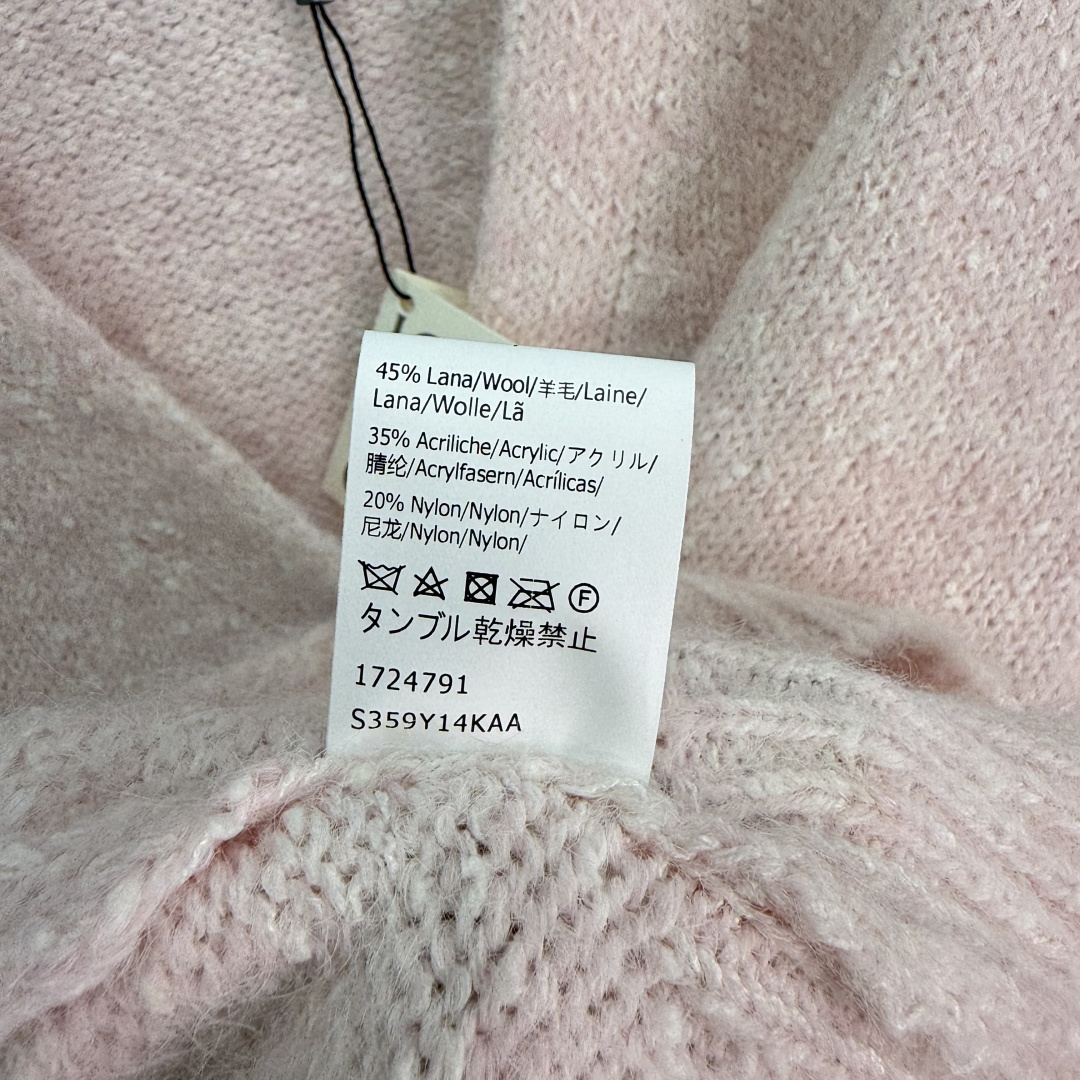 45% Lana/Wool/羊毛/Laine/
Lana/Wolle/Lã
35% Acriliche/Acrylic/アクリル/
腈纶/Acrylfasern/Acrílicas/
20% Nylon/Nylon/ナイロン/
尼龙/Nylon/Nylon/
F
タンブル乾燥禁止
1724791
S359Y14KAA